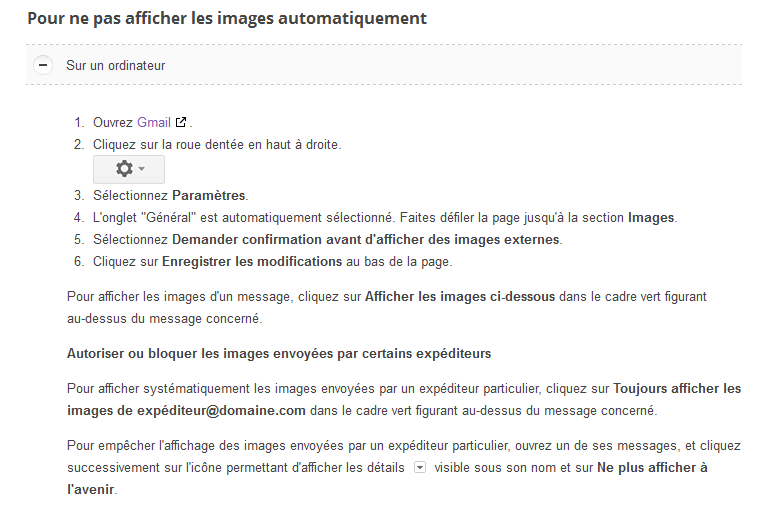 Pour ne pas afficher les images automatiquement
Sur un ordinateur
1. Ouvrez Gmail .
2. Cliquez sur la roue dentée en haut à droite.
3. Sélectionnez Paramètres.
4. L'onglet "Général" est automatiquement sélectionné. Faites défiler la page jusqu'à la section Images.
5. Sélectionnez Demander confirmation avant d'afficher des images externes.
6. Cliquez sur Enregistrer les modifications au bas de la page.
Pour afficher les images d'un message, cliquez sur Afficher les images ci-dessous dans le cadre vert figurant
au-dessus du message concerné.
Autoriser ou bloquer les images envoyées par certains expéditeurs
Pour afficher systématiquement les images envoyées par un expéditeur particulier, cliquez sur Toujours afficher les
images de expéditeur@domaine.com dans le cadre vert figurant au-dessus du message concerné.
Pour empêcher l'affichage des images envoyées par un expéditeur particulier, ouvrez un de ses messages, et cliquez
successivement sur l'icône permettant d'afficher les détails visible sous son nom et sur Ne plus afficher à
l'avenir.